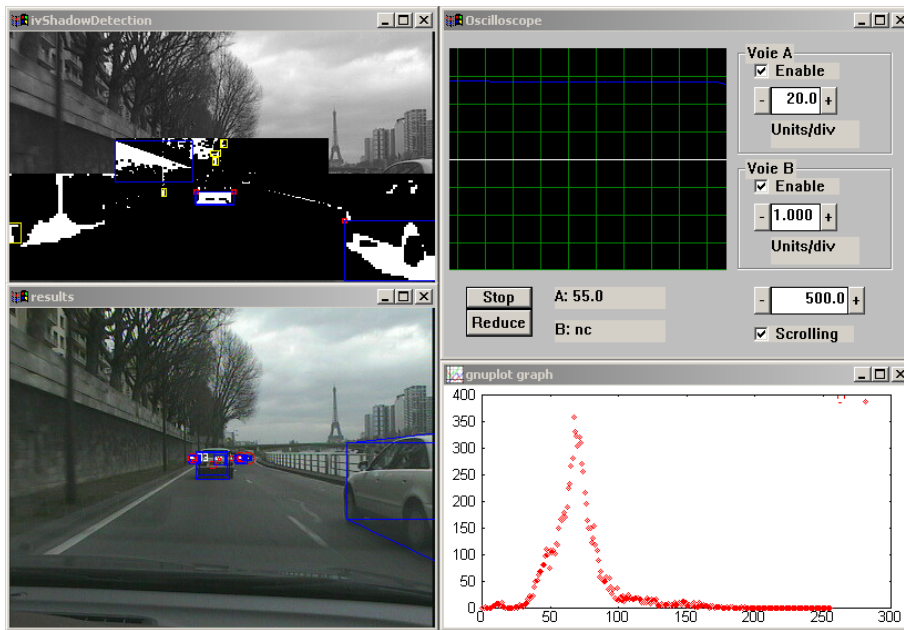 ivShadowDetection
Oscilloscope
Voie A
Enable
- 20.0 +
Units/div
Voie B
Enable
- 1.000 +
Units/div
Stop
A: 55.0
- 500.0 +
Reduce
B: nc
Scrolling
results
gnuplot graph
400
350
300
250
200
150
100
50
0
0 50 100 150 200 250 300